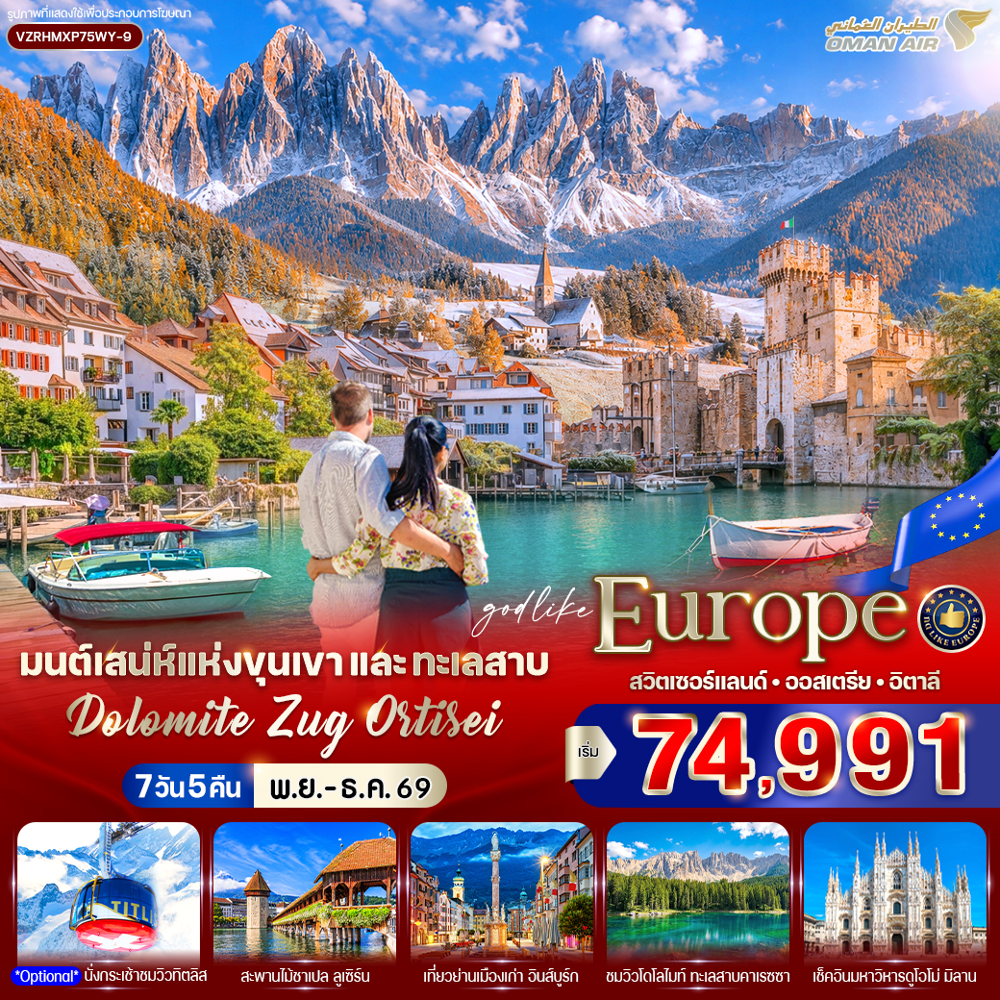 รูปภาพที่แสดงใช้เพื่อประกอบการโฆษณา
VZRHMXP75WY-9
الطيران العُماني
OMAN AIR
godlike Europe
ทัวร์ LIKE EUROPE
มนต์เสน่ห์แห่งขุนเขา และ ทะเลสาบ
สวิตเซอร์แลนด์ • ออสเตรีย • อิตาลี
Dolomite Zug Ortisei
เริ่ม 74,991
7 วัน 5 คืน พ.ย. - ธ.ค. 69
TITL
*Optional* นั่งกระเช้าชมวิวทิตลิส
สะพานไม้ชาเปล ลูเซิร์น
เที่ยวย่านเมืองเก่า อินส์บูร์ก
ชมวิวโดโลไมท์ ทะเลสาบคาเรซซา
เช็คอินมหาวิหารดูโอโม่ มิลาน